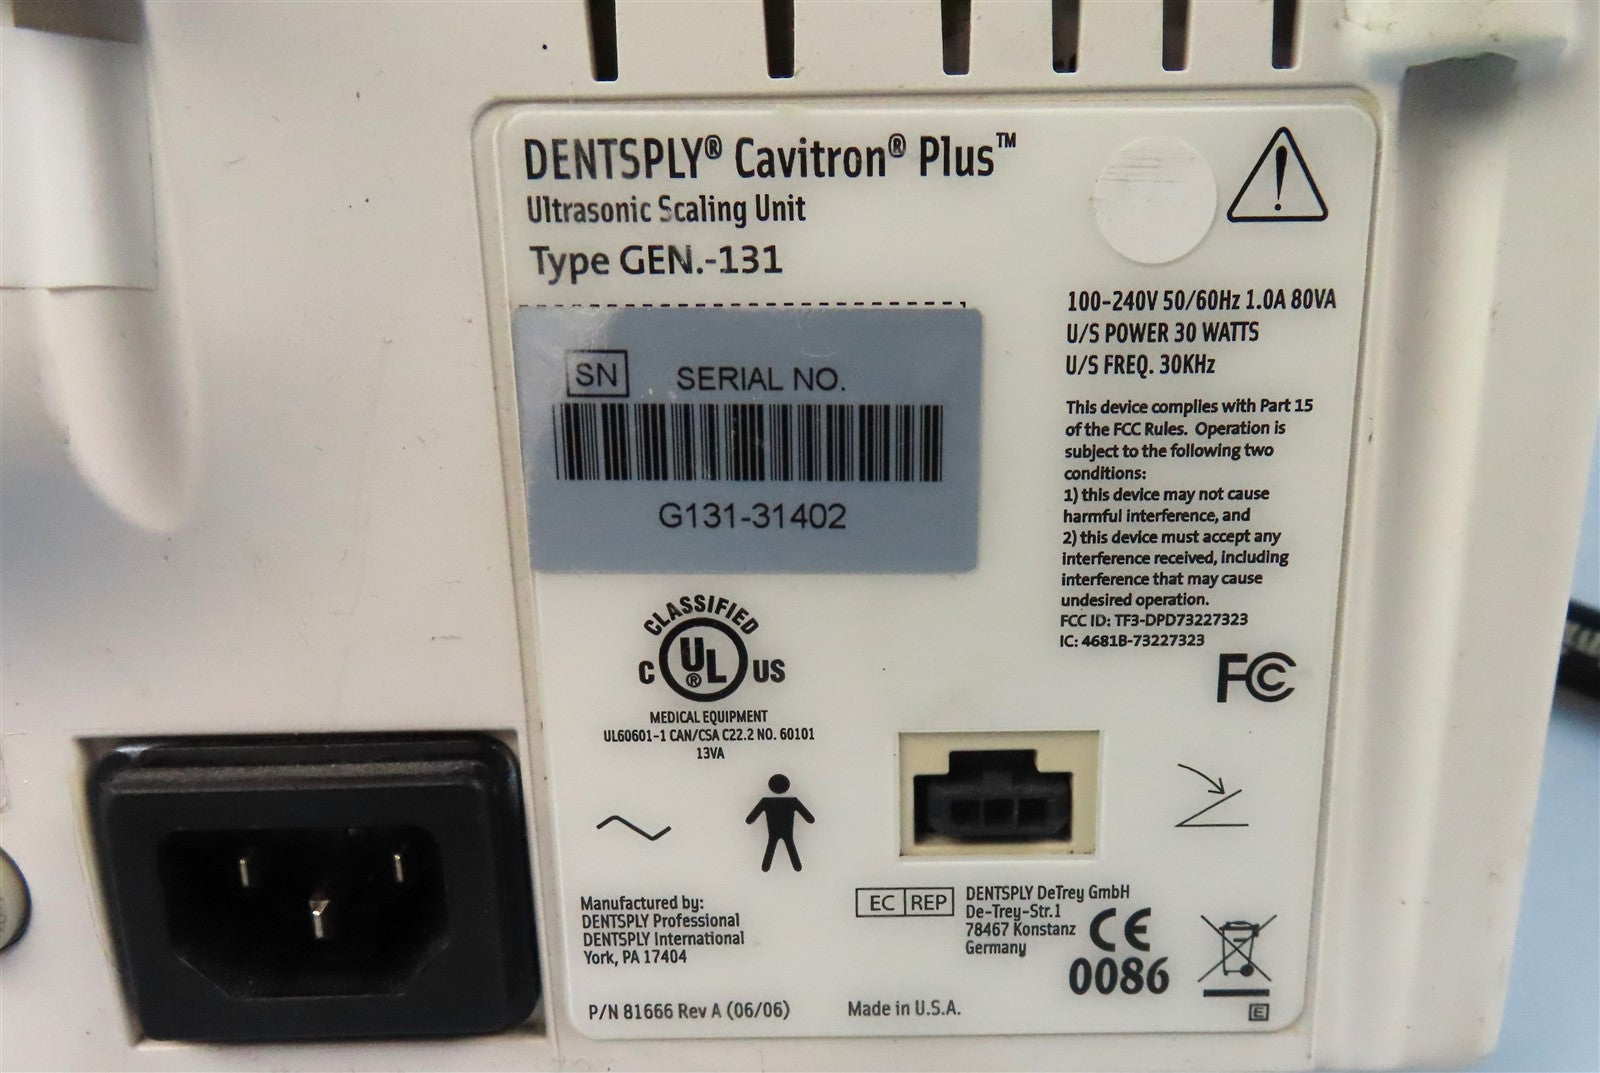 DENTSPLY® Cavitron® Plus™
Ultrasonic Scaling Unit
Type GEN.-131
SN SERIAL NO.
G131-31402
100-240V 50/60Hz 1.0A 80VA
U/S POWER 30 WATTS
U/S FREQ. 30KHz
This device complies with Part 15
of the FCC Rules. Operation is
subject to the following two
conditions:
1) this device may not cause
harmful interference, and
2) this device must accept any
interference received, including
interference that may cause
undesired operation.
FCC ID: TF3-DPD73227323
IC: 4681B-73227323
FC
CLASSIFIED
C UL® US
MEDICAL EQUIPMENT
UL60601-1 CAN/CSA C22.2 NO. 60101
13VA
Manufactured by:
DENTSPLY Professional
DENTSPLY International
York, PA 17404
EC REP
DENTSPLY DeTrey GmbH
De-Trey-Str.1
78467 Konstanz
Germany
CE
0086
P/N 81666 Rev A (06/06)
Made in U.S.A.
E